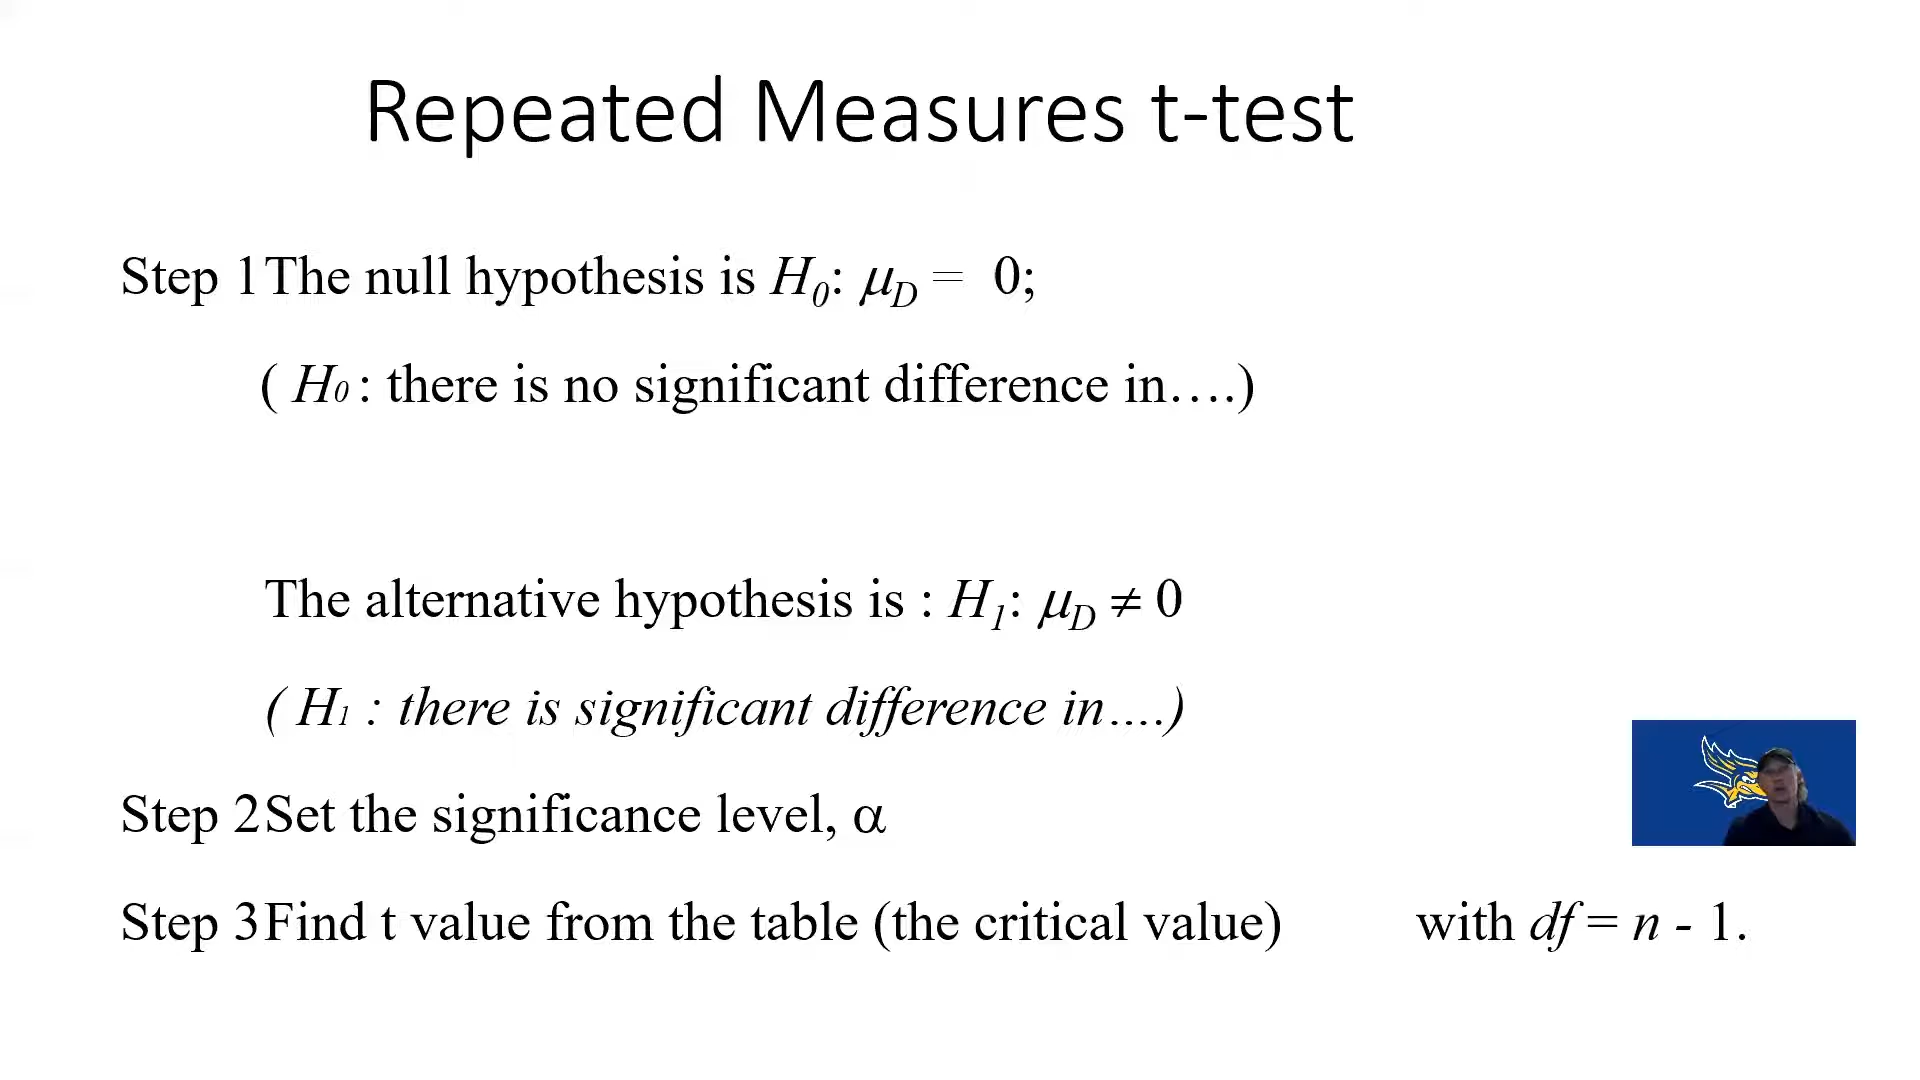 Repeated Measures t-test
Step 1 The null hypothesis is H₀: μ_D = 0;
( H₀ : there is no significant difference in….)
The alternative hypothesis is : H₁: μ_D ≠ 0
( H₁ : there is significant difference in….)
Step 2 Set the significance level, α
Step 3 Find t value from the table (the critical value) with df = n - 1.